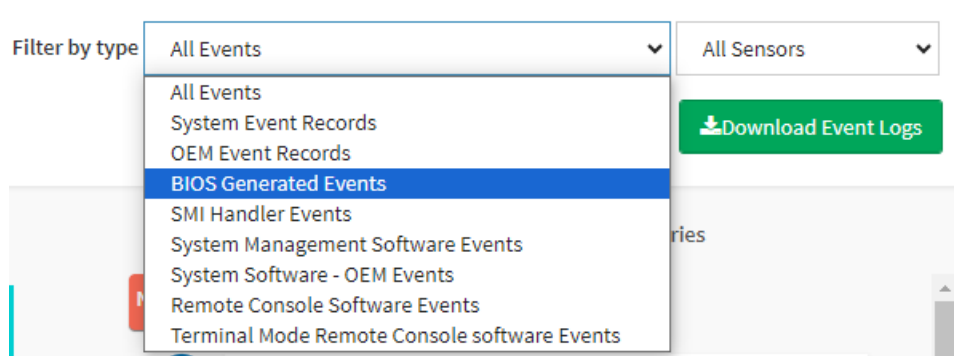 Filter by type All Events All Sensors
All Events
System Event Records
OEM Event Records
Download Event Logs
BIOS Generated Events
SMI Handler Events
System Management Software Events
System Software - OEM Events
Remote Console Software Events
Terminal Mode Remote Console software Events